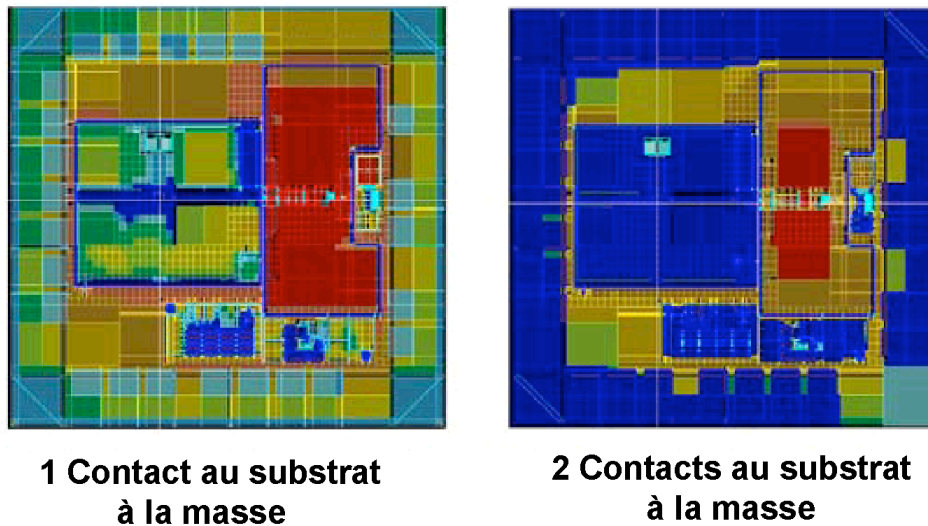 1 Contact au substrat
à la masse
2 Contacts au substrat
à la masse